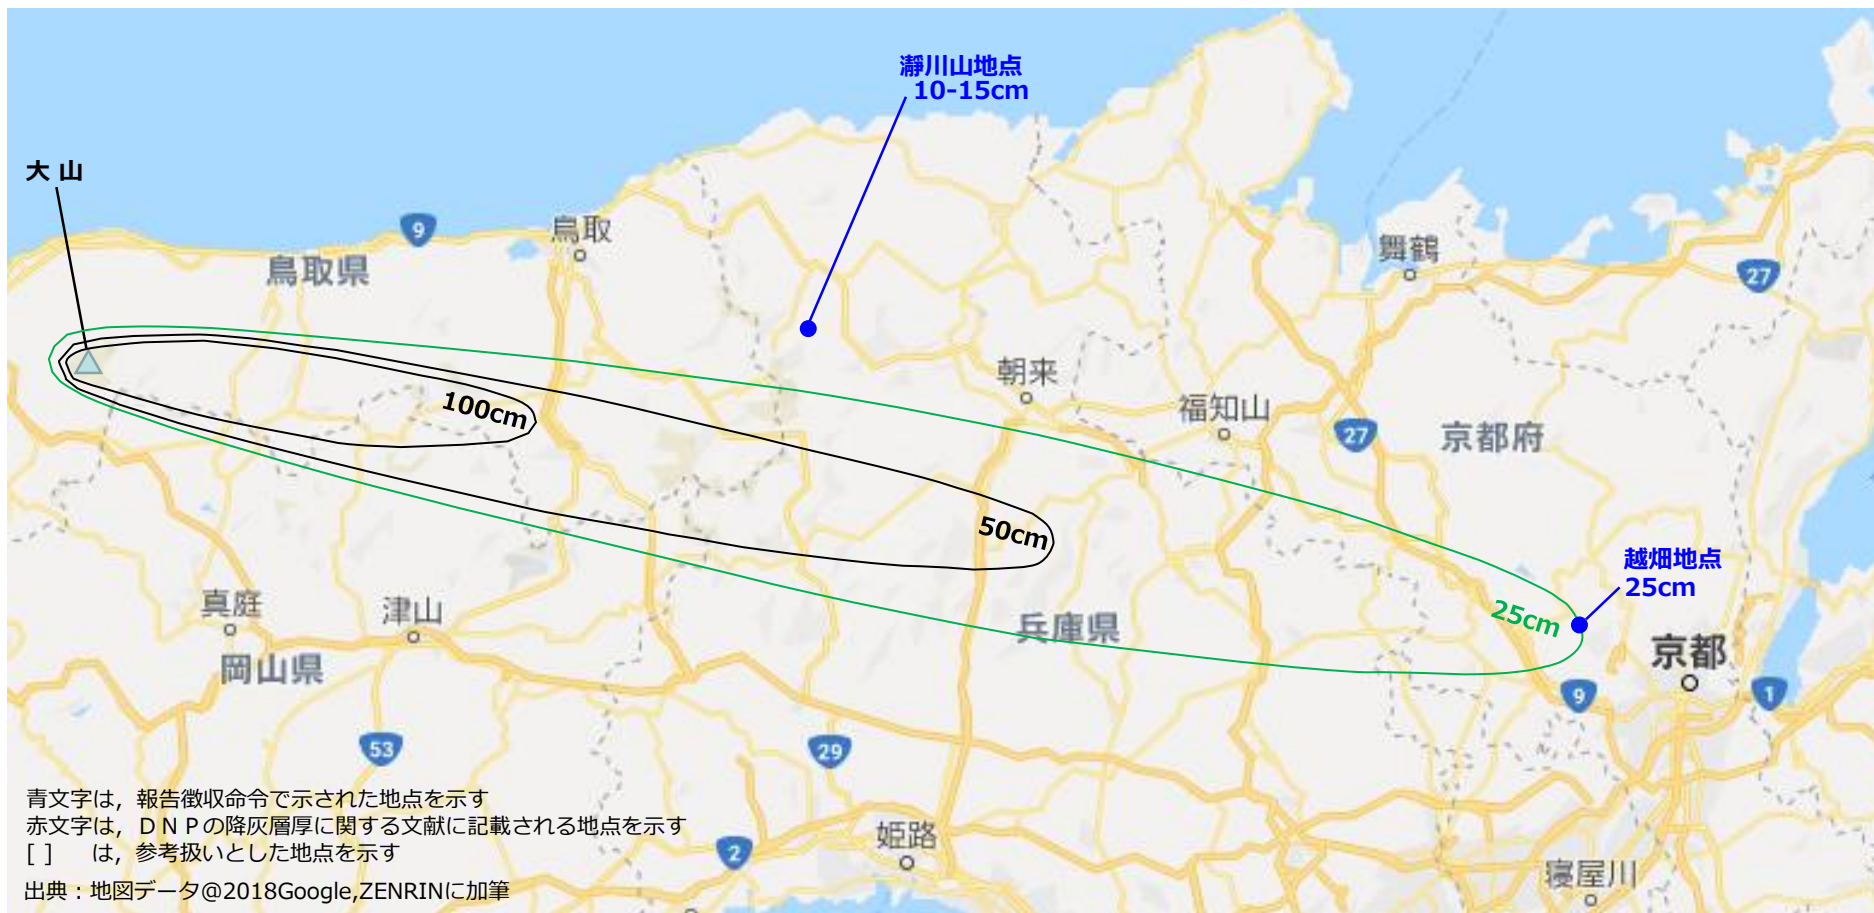 瀞川山地点
10-15cm
大 山
9
鳥取
鳥取県
舞鶴
27
100cm
朝来
福知山
27
京都府
50cm
越畑地点
25cm
25cm
真庭
津山
兵庫県
京都
岡山県
9
1
53
29
青文字は，報告徴収命令で示された地点を示す
赤文字は，ＤＮＰの降灰層厚に関する文献に記載される地点を示す
[ ]　は，参考扱いとした地点を示す
2
姫路
寝屋川
出典：地図データ@2018Google,ZENRINに加筆